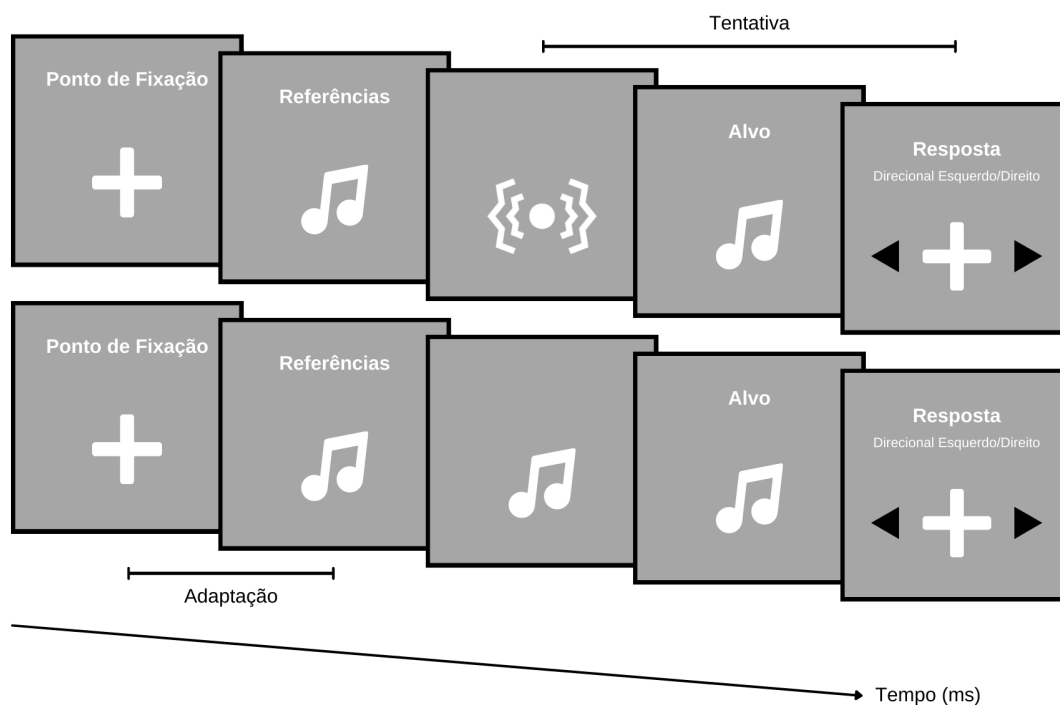 Tentativa
Ponto de Fixação
Referências
Alvo
Resposta
Direcional Esquerdo/Direito
Ponto de Fixação
Referências
Alvo
Resposta
Direcional Esquerdo/Direito
Adaptação
Tempo (ms)